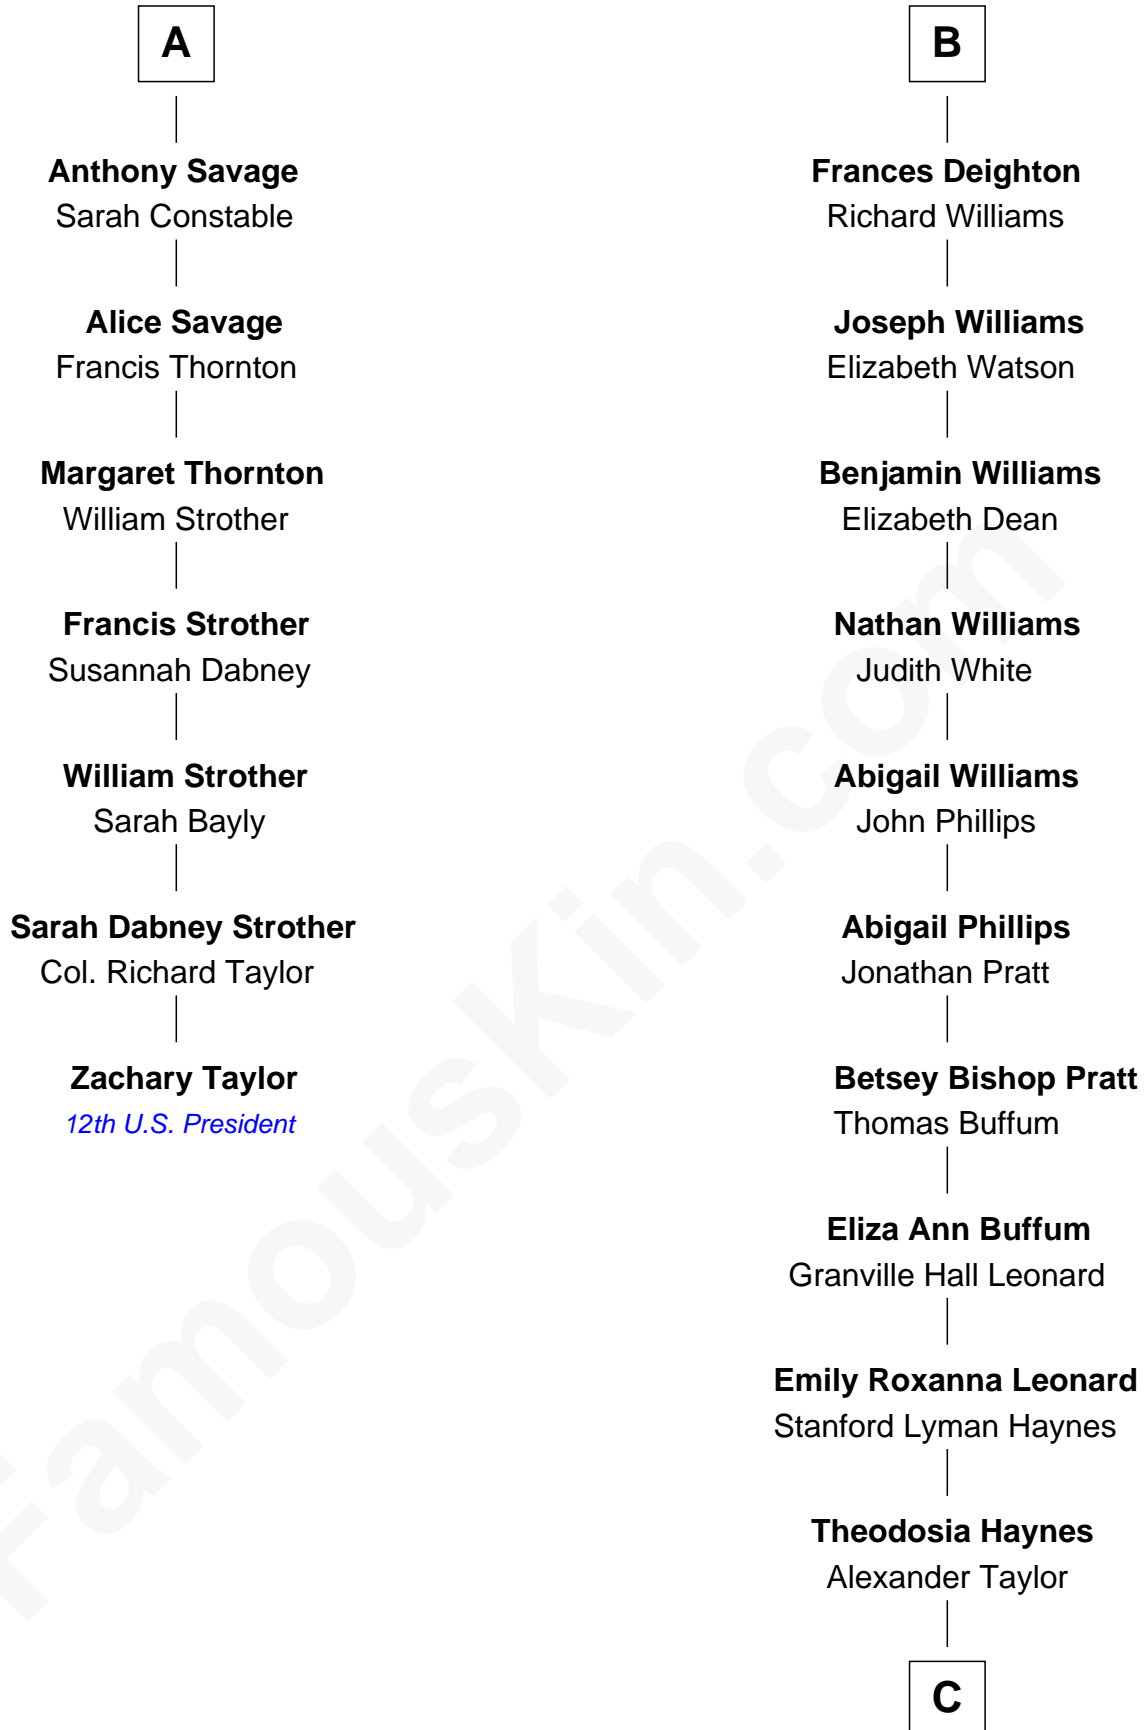 A
Anthony Savage
Sarah Constable
Alice Savage
Francis Thornton
Margaret Thornton
William Strother
Francis Strother
Susannah Dabney
William Strother
Sarah Bayly
Sarah Dabney Strother
Col. Richard Taylor
Zachary Taylor
12th U.S. President
B
Frances Deighton
Richard Williams
Joseph Williams
Elizabeth Watson
Benjamin Williams
Elizabeth Dean
Nathan Williams
Judith White
Abigail Williams
John Phillips
Abigail Phillips
Jonathan Pratt
Betsey Bishop Pratt
Thomas Buffum
Eliza Ann Buffum
Granville Hall Leonard
Emily Roxanna Leonard
Stanford Lyman Haynes
Theodosia Haynes
Alexander Taylor
C
FamousKin.com